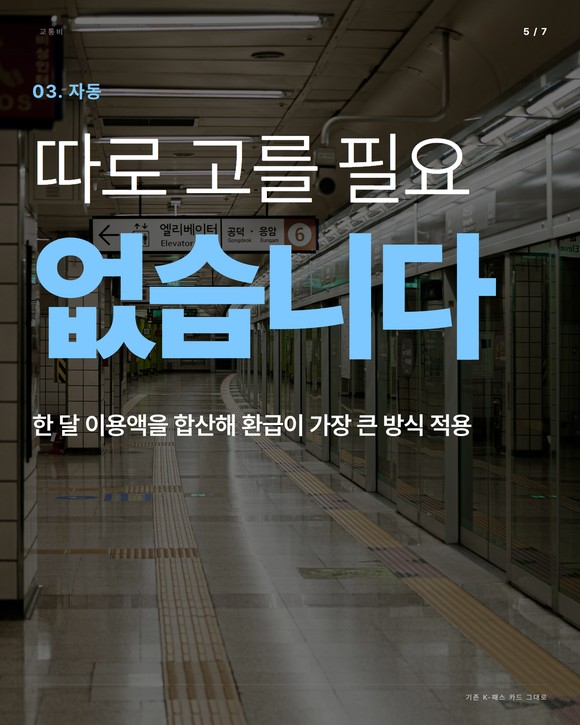 교통비
5 / 7
03. 자동
따로 고를 필요
엘리베이터
Elevator
공덕 · 응암
Gongdeok Eungam
6
없습니다
한 달 이용액을 합산해 환급이 가장 큰 방식 적용
기존 K-패스 카드 그대로